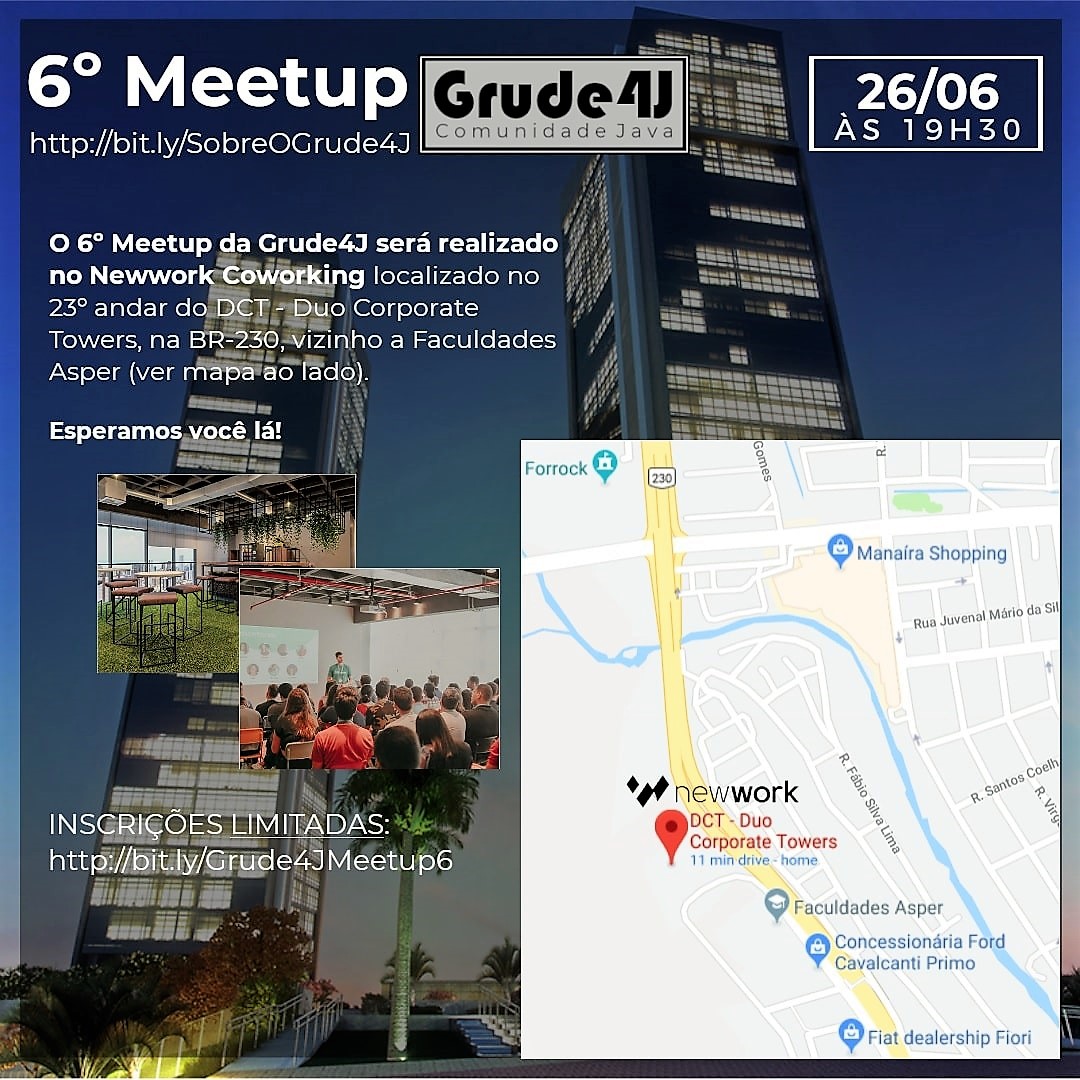 6º Meetup
Grude4J
Comunidade Java
http://bit.ly/SobreOGrude4J
26/06
ÀS 19H30
O 6º Meetup da Grude4J será realizado
no Newwork Coworking localizado no
23º andar do DCT - Duo Corporate
Towers, na BR-230, vizinho a Faculdades
Asper (ver mapa ao lado).
Esperamos você lá!
INSCRIÇÕES LIMITADAS:
http://bit.ly/Grude4JMeetup6
Forrock
230
Gomes
R.
Manaíra Shopping
Rua Juvenal Mário da Sil
R. Santos Coelh
R. Virg
R. Fábio Silva Lima
newwork
DCT - Duo
Corporate Towers
11 min drive - home
Faculdades Asper
Concessionária Ford
Cavalcanti Primo
Fiat dealership Fiori